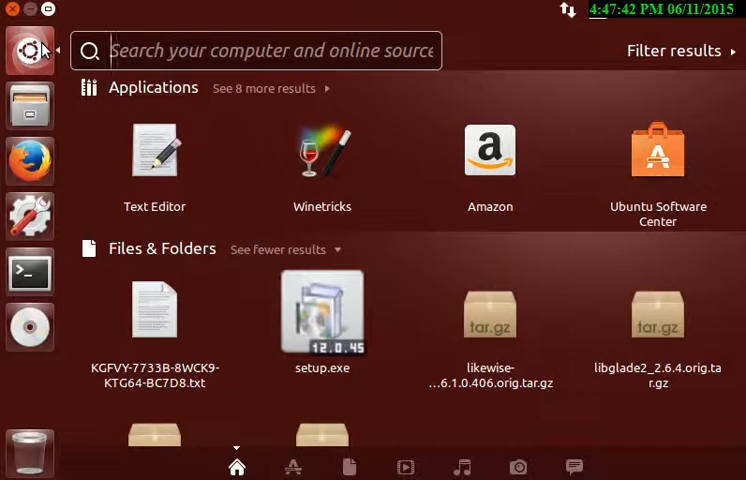 4:47:42 PM 06/11/2015
Search your computer and online source
Filter results
Applications
See 8 more results
Text Editor
Winetricks
Amazon
Ubuntu Software
Center
Files & Folders
See fewer results
KGFVY-7733B-8WCK9-
KTG64-BC7D8.txt
12.0.45
setup.exe
tar.gz
likewise-
...6.1.0.406.orig.tar.gz
tar.gz
libglade2_2.6.4.orig.ta
r.gz